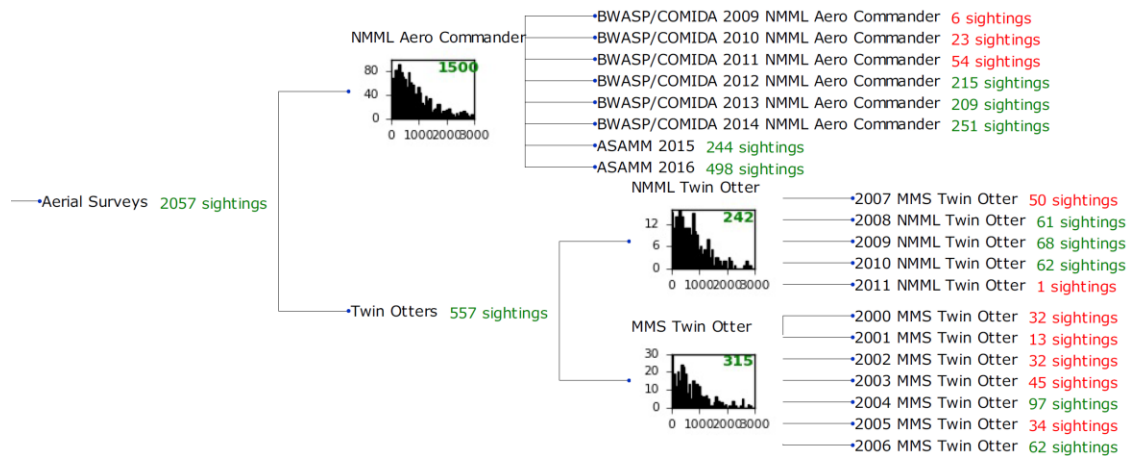 BWASP/COMIDA 2009 NMML Aero Commander 6 sightings
NMML Aero Commander
BWASP/COMIDA 2010 NMML Aero Commander 23 sightings
BWASP/COMIDA 2011 NMML Aero Commander 54 sightings
1500
80
BWASP/COMIDA 2012 NMML Aero Commander 215 sightings
40
BWASP/COMIDA 2013 NMML Aero Commander 209 sightings
0
BWASP/COMIDA 2014 NMML Aero Commander 251 sightings
0 1000 2000 3000
ASAMM 2015 244 sightings
ASAMM 2016 498 sightings
NMML Twin Otter
Aerial Surveys 2057 sightings
2007 MMS Twin Otter 50 sightings
242
12
2008 NMML Twin Otter 61 sightings
6
2009 NMML Twin Otter 68 sightings
0
2010 NMML Twin Otter 62 sightings
0 1000 2000 3000
2011 NMML Twin Otter 1 sightings
Twin Otters 557 sightings
MMS Twin Otter
2000 MMS Twin Otter 32 sightings
2001 MMS Twin Otter 13 sightings
30
315
2002 MMS Twin Otter 32 sightings
20
2003 MMS Twin Otter 45 sightings
10
2004 MMS Twin Otter 97 sightings
0
0 1000 2000 3000
2005 MMS Twin Otter 34 sightings
2006 MMS Twin Otter 62 sightings